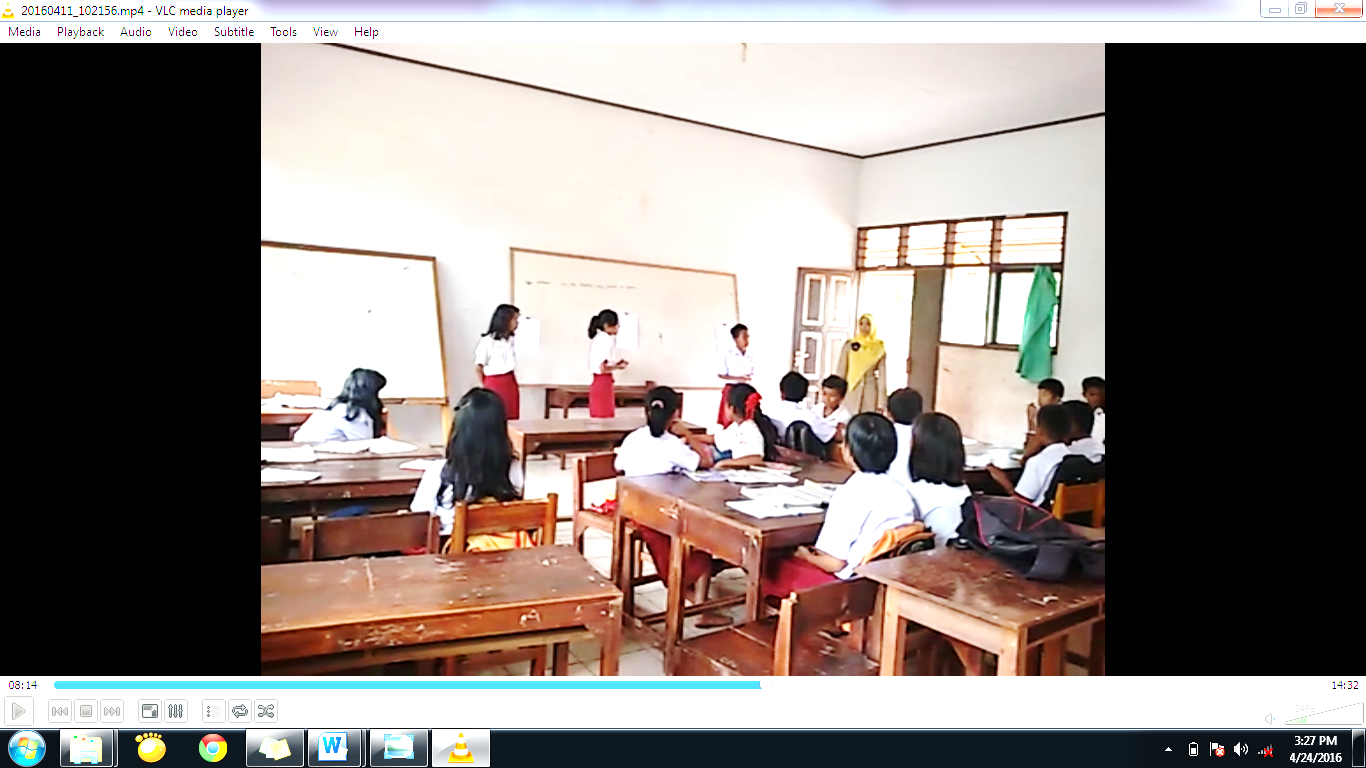 20160411_102156.mp4 - VLC media player
Media Playback Audio Video Subtitle Tools View Help
08:14
14:32
3:27 PM
4/24/2016